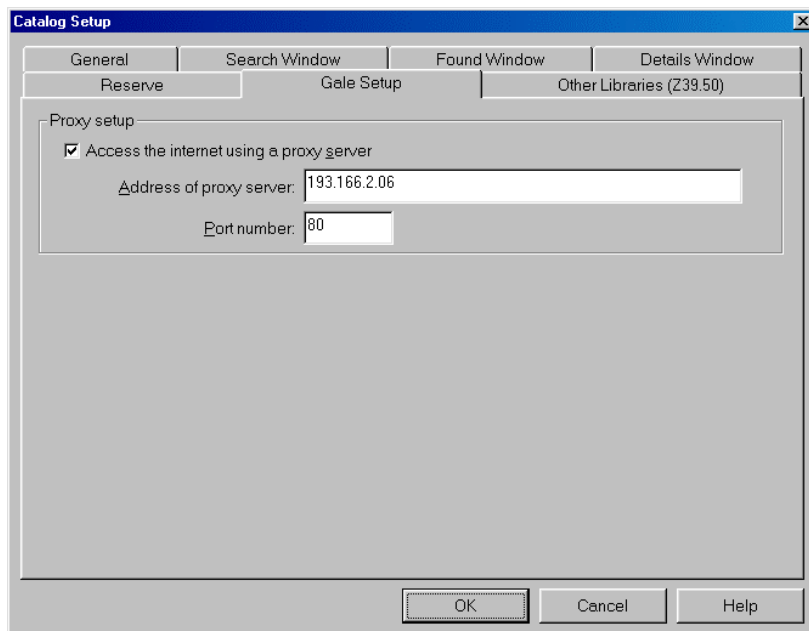 Catalog Setup
General Search Window Found Window Details Window
Reserve Gale Setup Other Libraries (Z39.50)
Proxy setup
Access the internet using a proxy server
Address of proxy server: 193.166.2.06
Port number: 80
OK Cancel Help